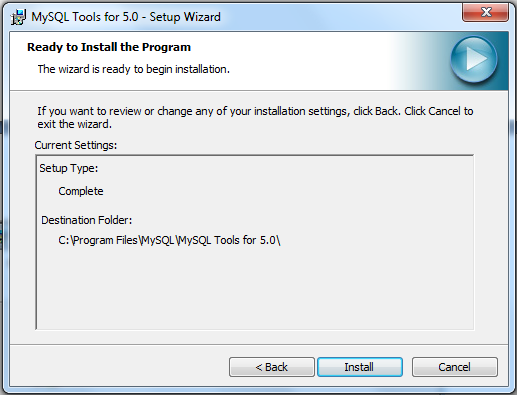 MySQL Tools for 5.0 - Setup Wizard
Ready to Install the Program
The wizard is ready to begin installation.
If you want to review or change any of your installation settings, click Back. Click Cancel to
exit the wizard.
Current Settings:
Setup Type:
Complete
Destination Folder:
C:\Program Files\MySQL\MySQL Tools for 5.0\
< Back
Install
Cancel